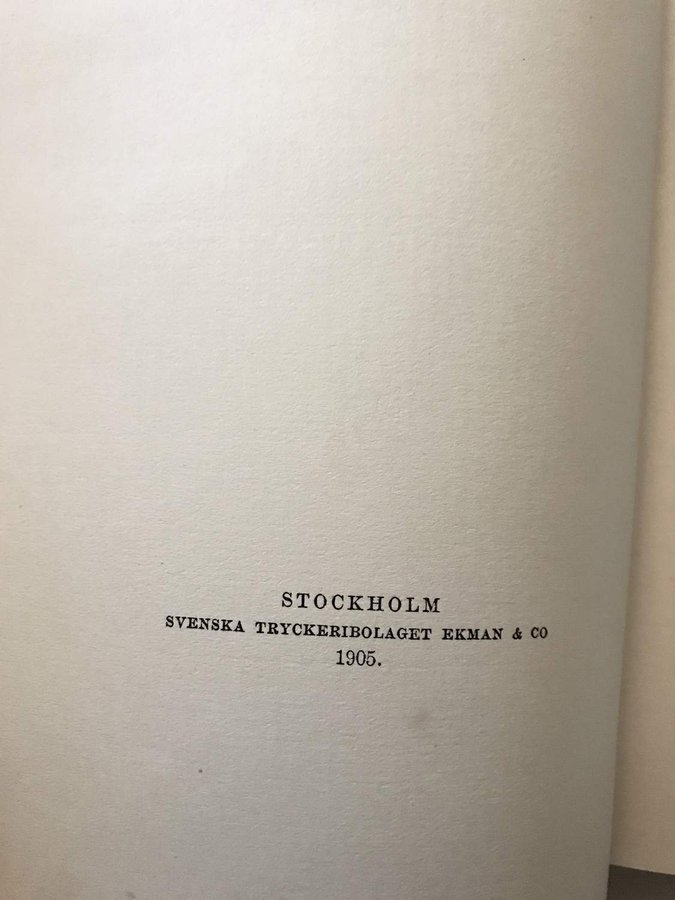 STOCKHOLM
SVENSKA TRYCKERIBOLAGET EKMAN & CO
1905.